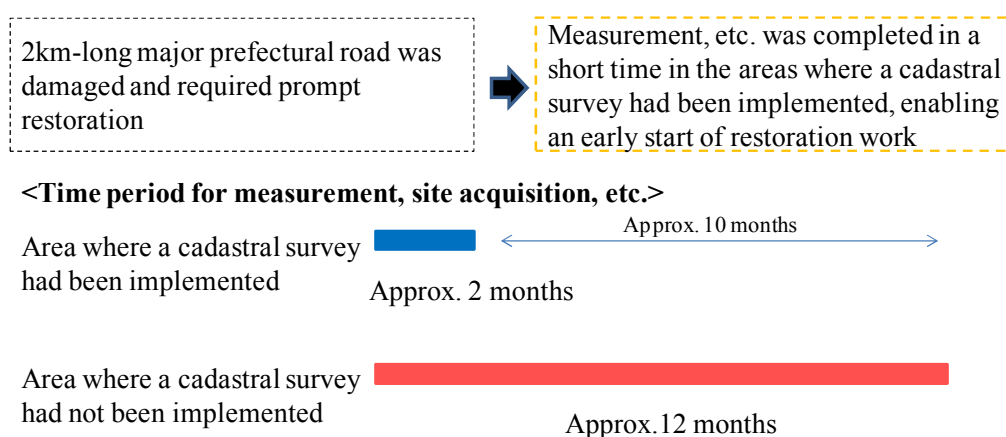 2km-long major prefectural road was
damaged and required prompt
restoration
Measurement, etc. was completed in a
short time in the areas where a cadastral
survey had been implemented, enabling
an early start of restoration work
<Time period for measurement, site acquisition, etc.>
Area where a cadastral survey
had been implemented
Approx. 10 months
Approx. 2 months
Area where a cadastral survey
had not been implemented
Approx.12 months